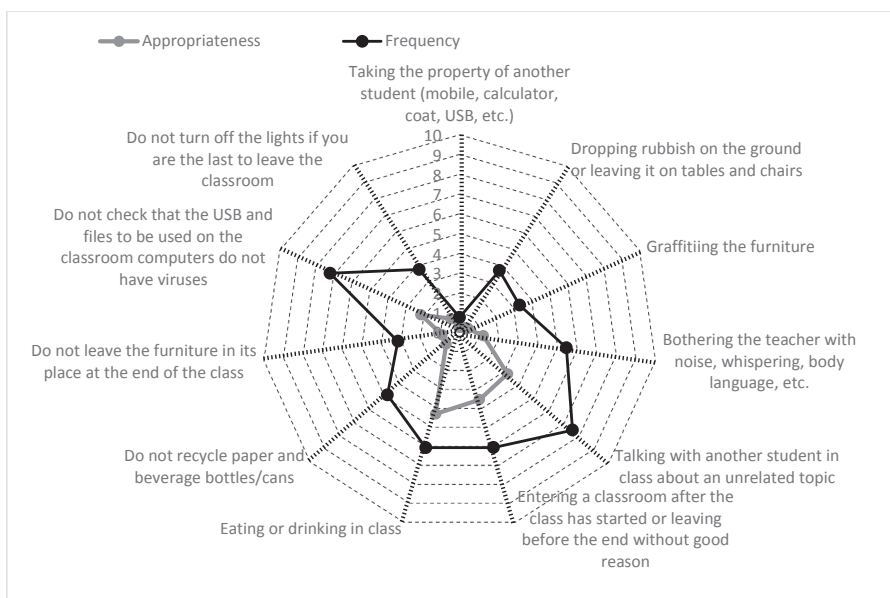 Appropriateness
Frequency
Taking the property of another
student (mobile, calculator,
coat, USB, etc.)
Do not turn off the lights if you
are the last to leave the
classroom
Dropping rubbish on the ground
or leaving it on tables and chairs
10
9
8
7
6
5
4
3
2
1
Do not check that the USB and
files to be used on the
classroom computers do not
have viruses
Graffitiing the furniture
Do not leave the furniture in its
place at the end of the class
Bothering the teacher with
noise, whispering, body
language, etc.
Do not recycle paper and
beverage bottles/cans
Talking with another student in
class about an unrelated topic
Eating or drinking in class
Entering a classroom after the
class has started or leaving
before the end without good
reason